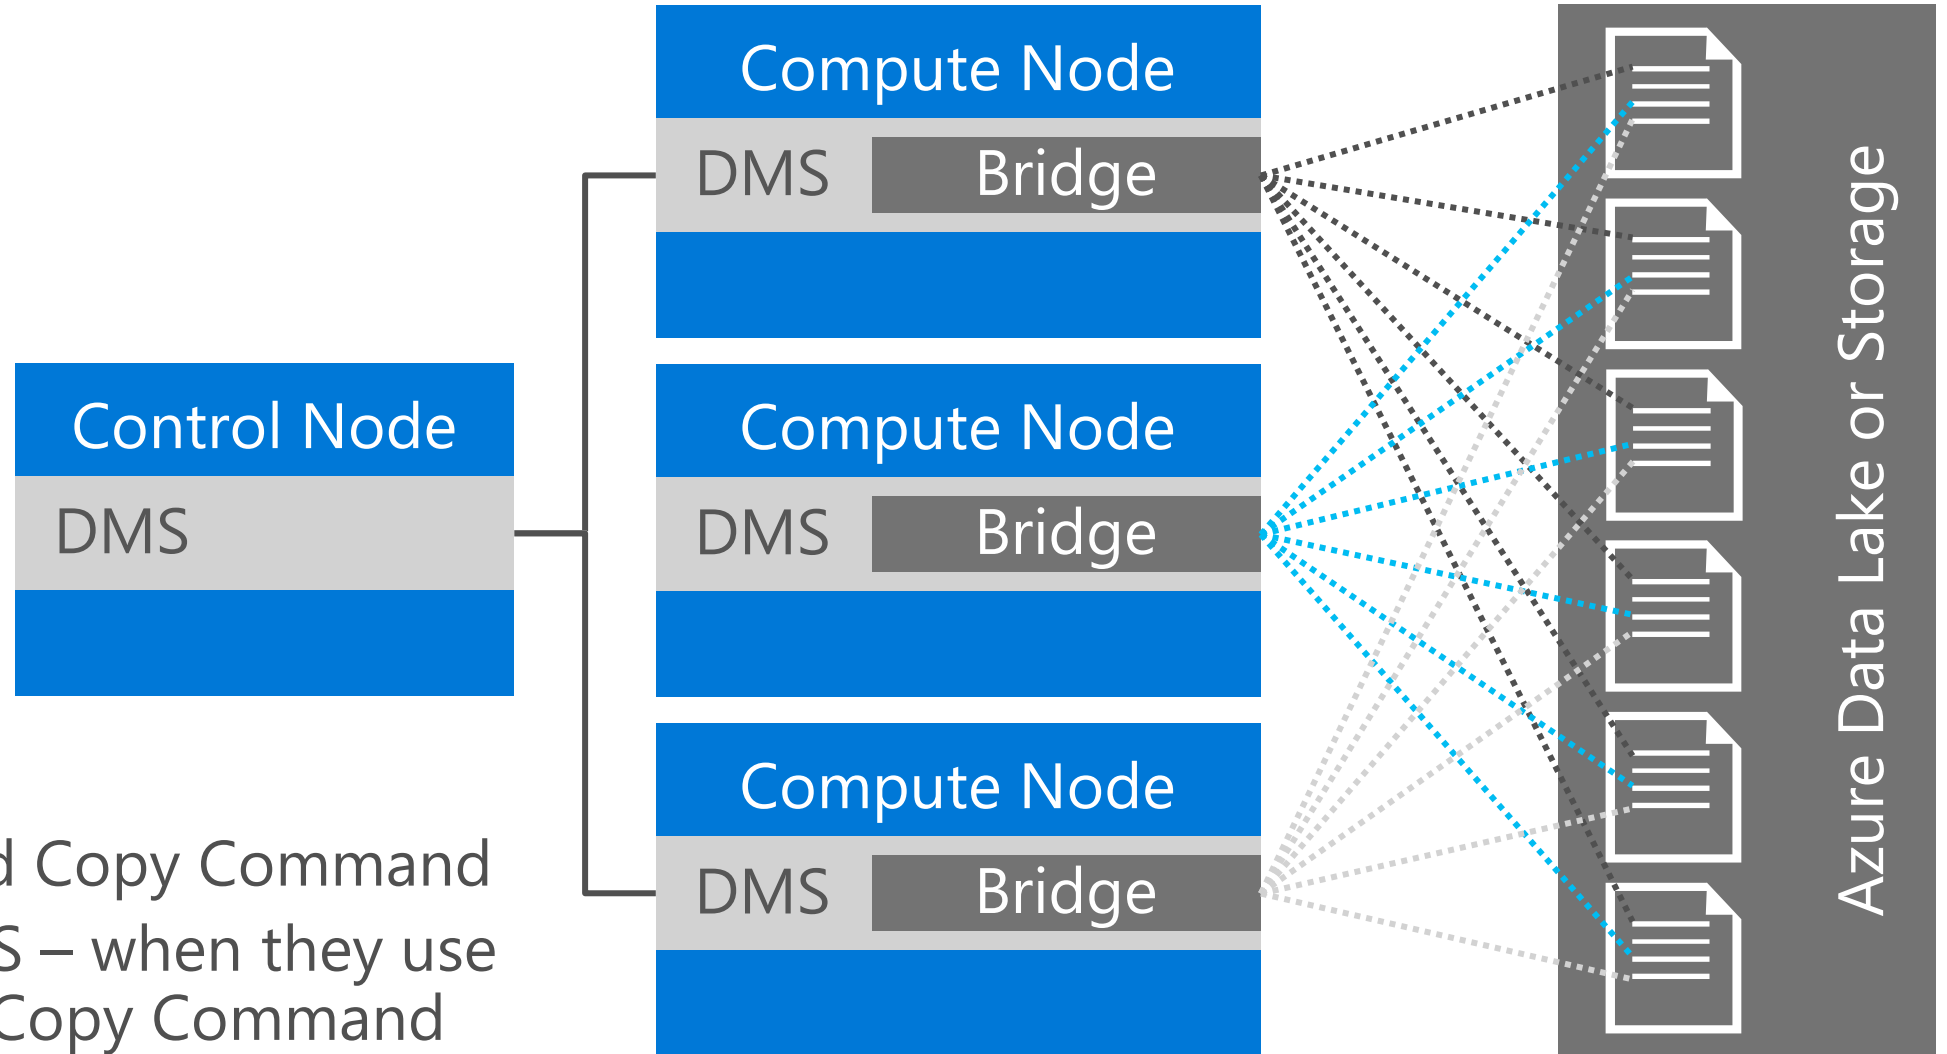 Compute Node
DMS
Bridge
Control Node
DMS
Compute Node
DMS
Bridge
Compute Node
DMS
Bridge
Copy Command
– when they use
Copy Command
Azure Data Lake or Storage